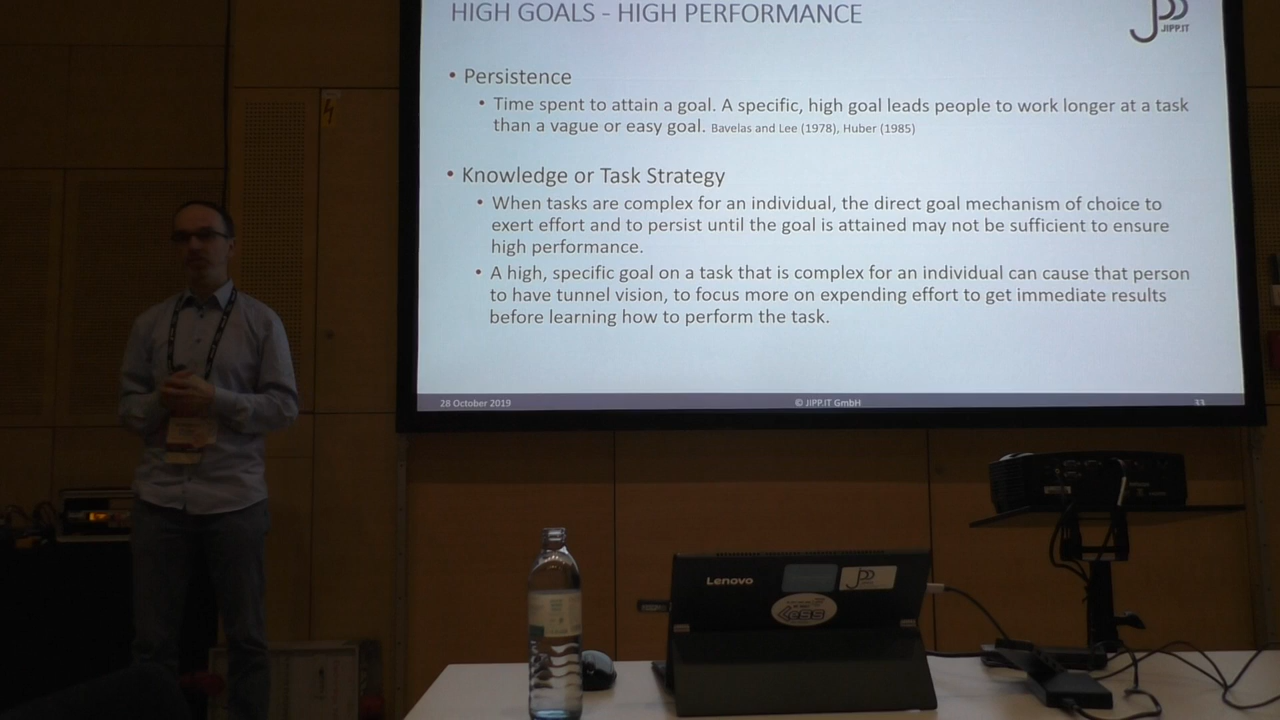 HIGH GOALS - HIGH PERFORMANCE
JIPP.IT
• Persistence
• Time spent to attain a goal. A specific, high goal leads people to work longer at a task
than a vague or easy goal. Bavelas and Lee (1978), Huber (1985)
• Knowledge or Task Strategy
• When tasks are complex for an individual, the direct goal mechanism of choice to
exert effort and to persist until the goal is attained may not be sufficient to ensure
high performance.
• A high, specific goal on a task that is complex for an individual can cause that person
to have tunnel vision, to focus more on expending effort to get immediate results
before learning how to perform the task.
28 October 2019 © JIPP.IT GmbH 33
Lenovo
Less